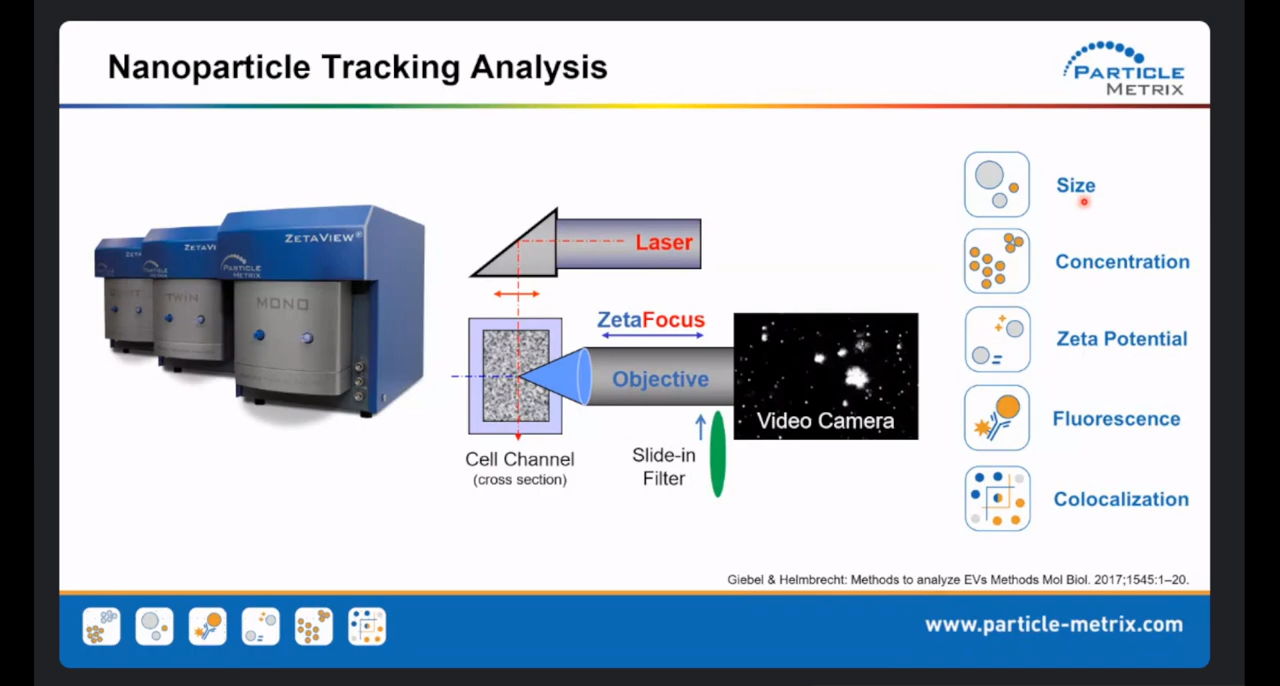 Nanoparticle Tracking Analysis
PARTICLE
METRIX
ZETAVIEW®
PARTICLE
METRIX
MONO
TWIN
Laser
ZetaFocus
Objective
Video Camera
Cell Channel
(cross section)
Slide-in
Filter
Size
Concentration
Zeta Potential
Fluorescence
Colocalization
Giebel & Helmbrecht: Methods to analyze EVs Methods Mol Biol. 2017;1545:1–20.
www.particle-metrix.com